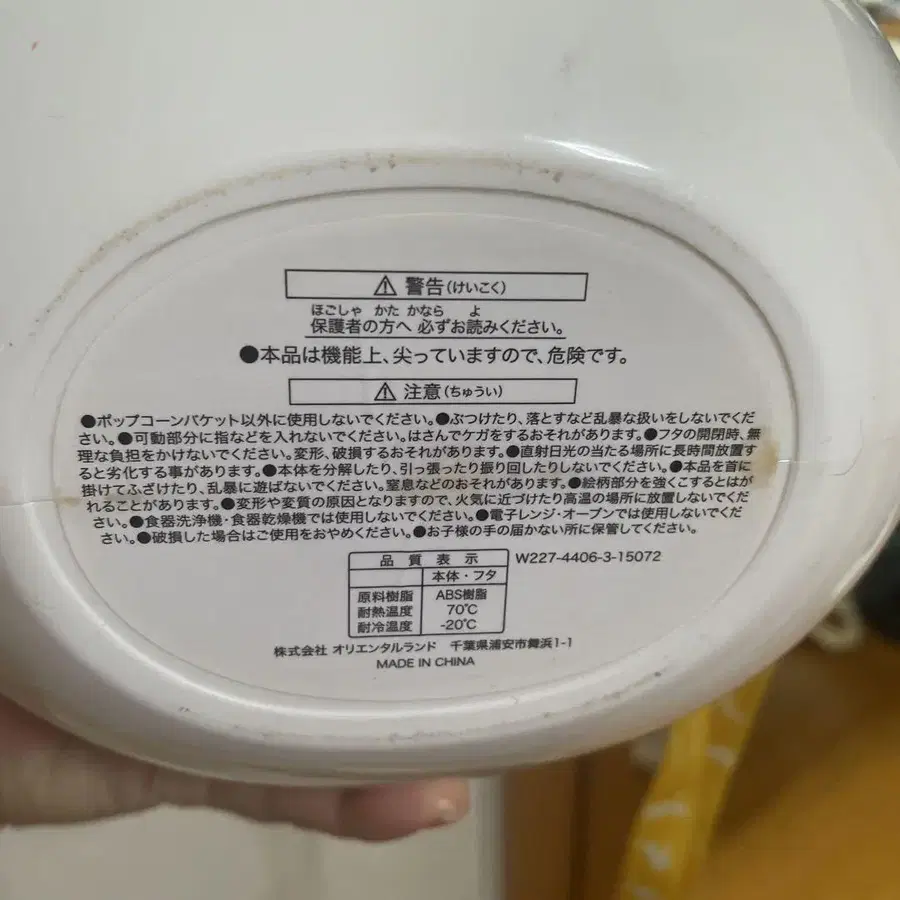 ⚠ 警告(けいこく)
ほごしゃ かた かなら よ
保護者の方へ 必ずお読みください。
●本品は機能上、尖っていますので、危険です。
⚠ 注意(ちゅうい)
●ポップコーンバケット以外に使用しないでください。●ぶつけたり、落とすなど乱暴な扱いをしないでくだ
さい。●可動部分に指などを入れないでください。はさんでケガをするおそれがあります。●フタの開閉時、無
理な負担をかけないでください。変形、破損するおそれがあります。●直射日光の当たる場所に長時間放置す
ると劣化する事があります。●本体を分解したり、引っ張ったり振り回したりしないでください。●本品を首に
掛けてふざけたり、乱暴に遊ばないでください。窒息などのおそれがあります。●絵柄部分を強くこするとはが
れることがあります。●変形や変質の原因となりますので、火気に近づけたり高温の場所に放置しないでくださ
い。●食器洗浄機・食器乾燥機では使用しないでください。●電子レンジ・オーブンでは使用しないでくだ
さい。●破損した場合はご使用をおやめください。●お子様の手の届かない所に保管してください。
品質表示 W227-4406-3-15072
本体・フタ
原料樹脂 ABS樹脂
耐熱温度 70℃
耐冷温度 -20℃
株式会社 オリエンタルランド 千葉県浦安市舞浜1-1
MADE IN CHINA